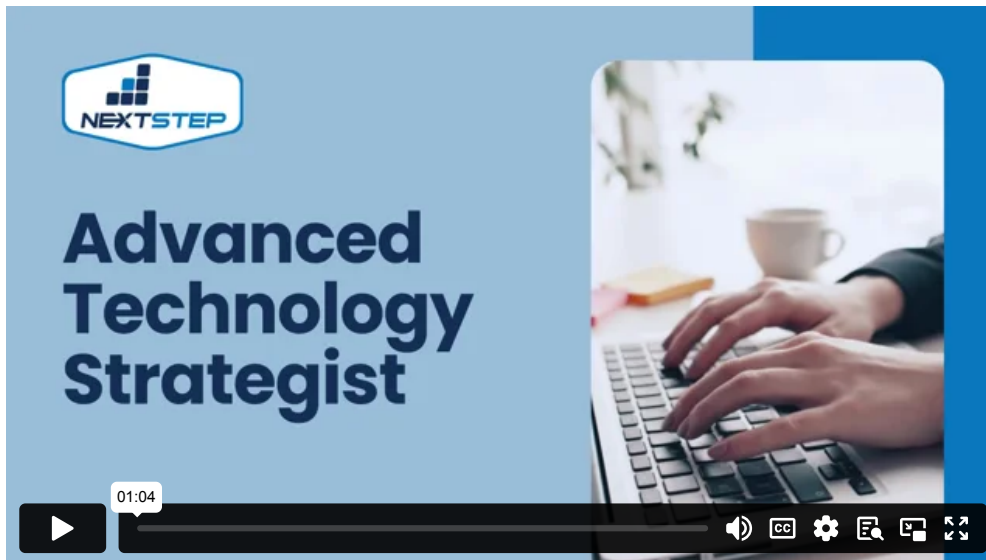 NEXTSTEP
Advanced
Technology
Strategist
01:04
CC